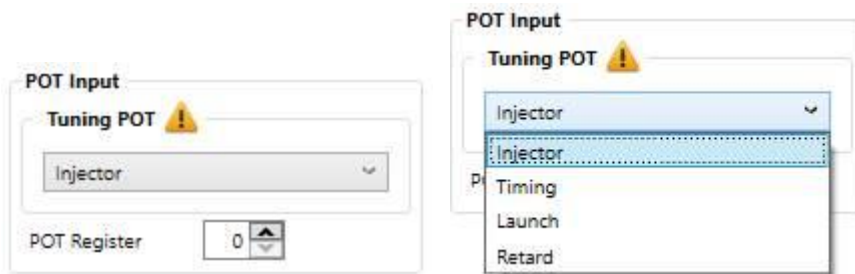 POT Input
Tuning POT
Injector
POT Register
0
POT Input
Tuning POT
Injector
Injector
Timing
Launch
Retard